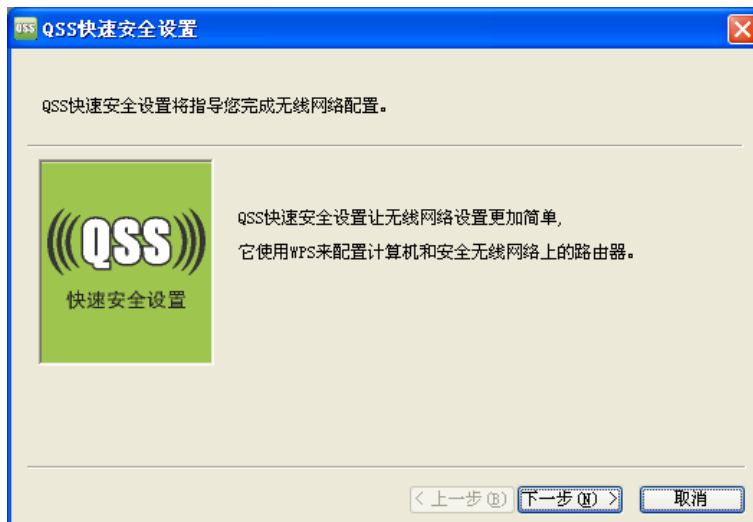 QSS QSS快速安全设置
QSS快速安全设置将指导您完成无线网络配置。
QSS
快速安全设置
QSS快速安全设置让无线网络设置更加简单,
它使用WPS来配置计算机和安全无线网络上的路由器。
< 上一步(B) 下一步(N) > 取消